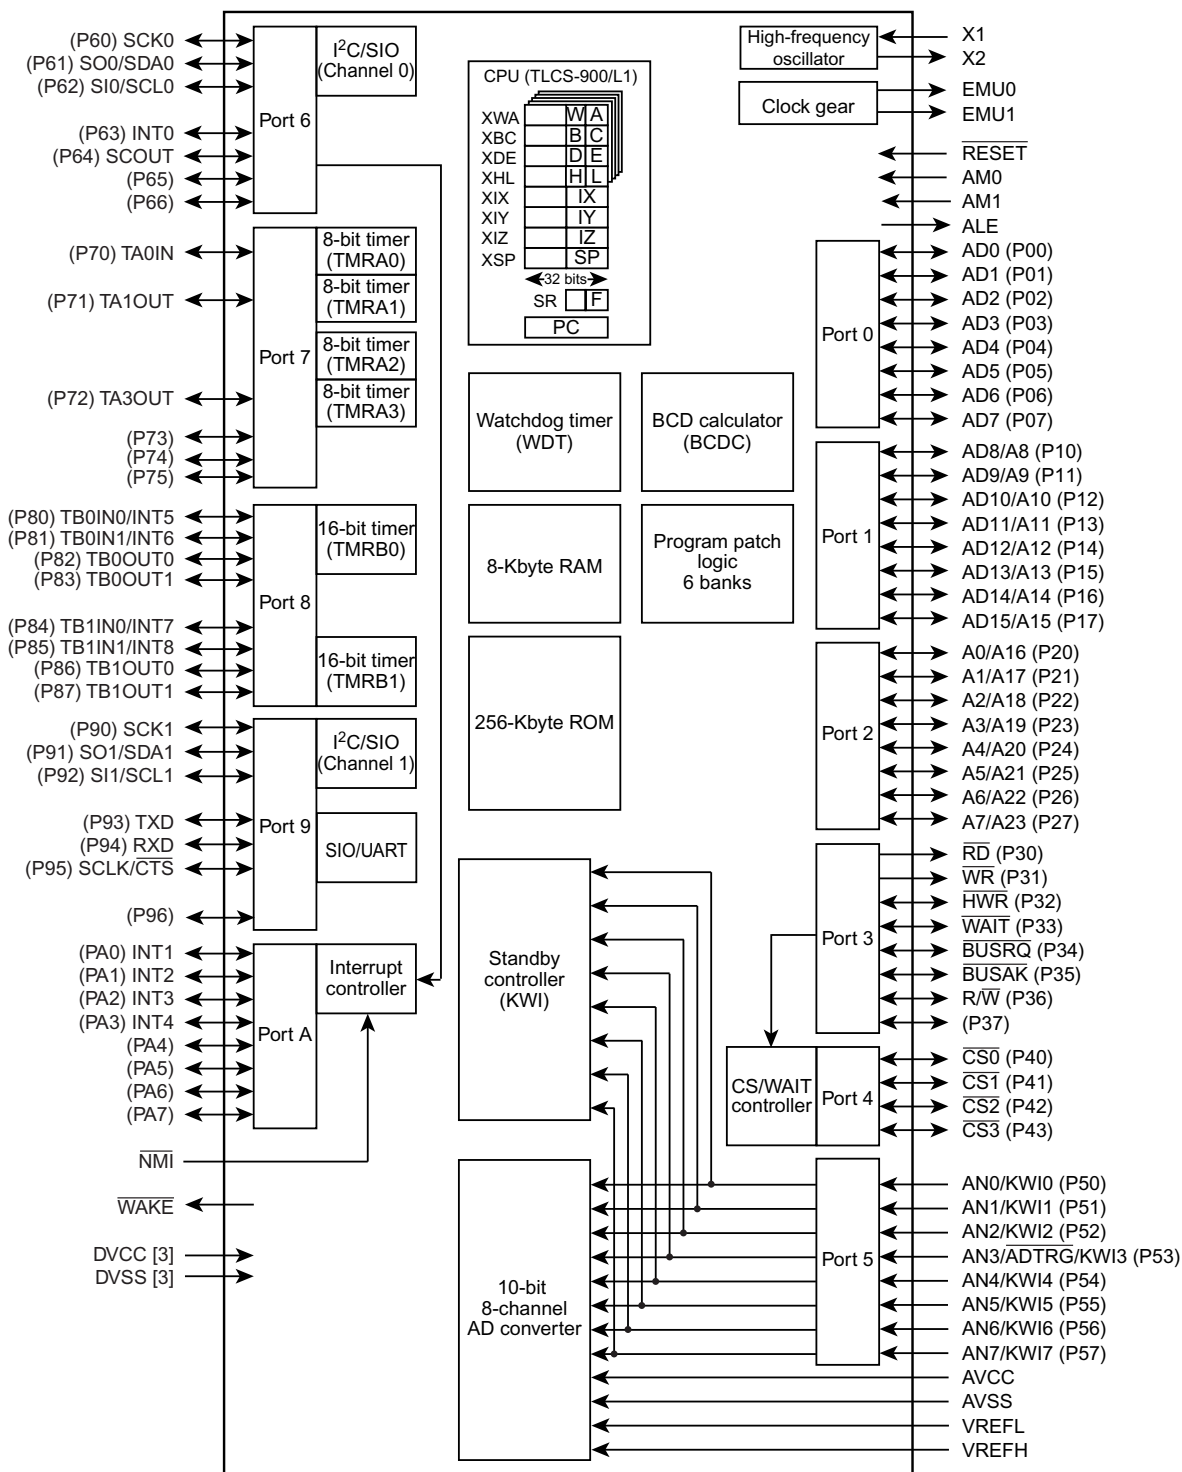 (P60) SCK0
(P61) SO0/SDA0
(P62) SI0/SCL0
(P63) INT0
(P64) SCOUT
(P65)
(P66)
Port 6
I2C/SIO
(Channel 0)
(P70) TA0IN
(P71) TA1OUT
(P72) TA3OUT
(P73)
(P74)
(P75)
Port 7
8-bit timer
(TMRA0)
8-bit timer
(TMRA1)
8-bit timer
(TMRA2)
8-bit timer
(TMRA3)
(P80) TB0IN0/INT5
(P81) TB0IN1/INT6
(P82) TB0OUT0
(P83) TB0OUT1
(P84) TB1IN0/INT7
(P85) TB1IN1/INT8
(P86) TB1OUT0
(P87) TB1OUT1
Port 8
16-bit timer
(TMRB0)
16-bit timer
(TMRB1)
(P90) SCK1
(P91) SO1/SDA1
(P92) SI1/SCL1
(P93) TXD
(P94) RXD
(P95) SCLK/CTS
(P96)
Port 9
I2C/SIO
(Channel 1)
SIO/UART
(PA0) INT1
(PA1) INT2
(PA2) INT3
(PA3) INT4
(PA4)
(PA5)
(PA6)
(PA7)
Port A
Interrupt
controller
NMI
WAKE
DVCC [3]
DVSS [3]
CPU (TLCS-900/L1)
XWA W A
XBC B C
XDE D E
XHL H L
XIX IX
XIY IY
XIZ IZ
XSP SP
32 bits
SR F
PC
Watchdog timer
(WDT)
BCD calculator
(BCDC)
8-Kbyte RAM
Program patch
logic
6 banks
256-Kbyte ROM
Standby
controller
(KWI)
10-bit
8-channel
AD converter
High-frequency
oscillator
Clock gear
X1
X2
EMU0
EMU1
RESET
AM0
AM1
ALE
Port 0
AD0 (P00)
AD1 (P01)
AD2 (P02)
AD3 (P03)
AD4 (P04)
AD5 (P05)
AD6 (P06)
AD7 (P07)
Port 1
AD8/A8 (P10)
AD9/A9 (P11)
AD10/A10 (P12)
AD11/A11 (P13)
AD12/A12 (P14)
AD13/A13 (P15)
AD14/A14 (P16)
AD15/A15 (P17)
Port 2
A0/A16 (P20)
A1/A17 (P21)
A2/A18 (P22)
A3/A19 (P23)
A4/A20 (P24)
A5/A21 (P25)
A6/A22 (P26)
A7/A23 (P27)
Port 3
RD (P30)
WR (P31)
HWR (P32)
WAIT (P33)
BUSRQ (P34)
BUSAK (P35)
R/W (P36)
(P37)
CS/WAIT
controller
Port 4
CS0 (P40)
CS1 (P41)
CS2 (P42)
CS3 (P43)
Port 5
AN0/KWI0 (P50)
AN1/KWI1 (P51)
AN2/KWI2 (P52)
AN3/ADTRG/KWI3 (P53)
AN4/KWI4 (P54)
AN5/KWI5 (P55)
AN6/KWI6 (P56)
AN7/KWI7 (P57)
AVCC
AVSS
VREFL
VREFH